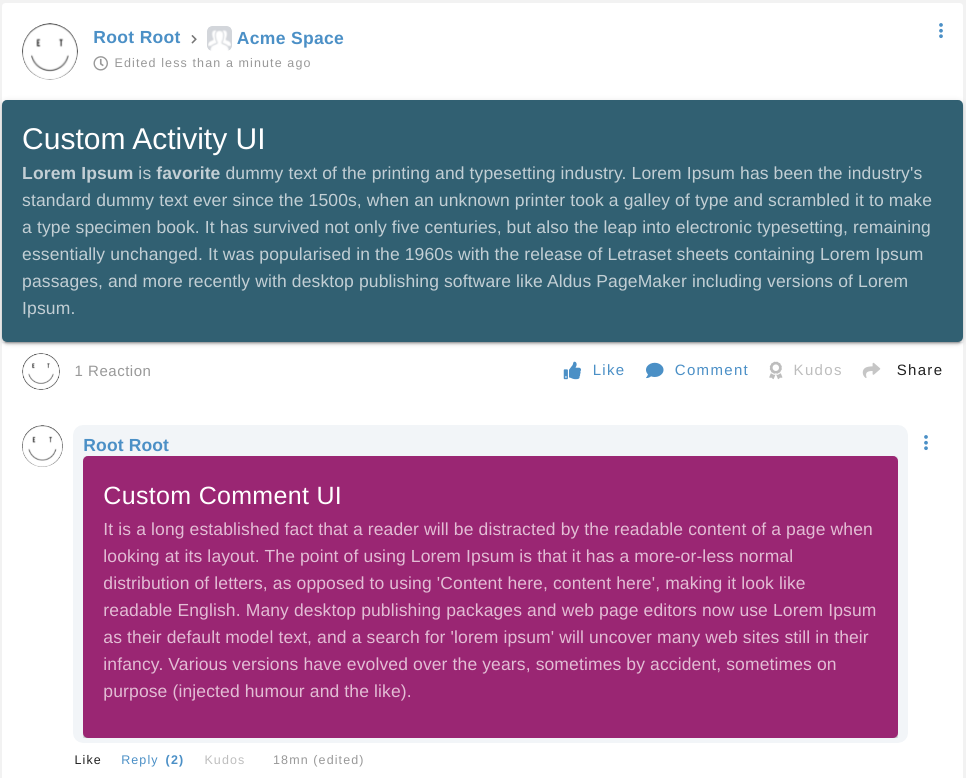 Root Root › Acme Space
Edited less than a minute ago
Custom Activity UI
Lorem Ipsum is favorite dummy text of the printing and typesetting industry. Lorem Ipsum has been the industry's
standard dummy text ever since the 1500s, when an unknown printer took a galley of type and scrambled it to make
a type specimen book. It has survived not only five centuries, but also the leap into electronic typesetting, remaining
essentially unchanged. It was popularised in the 1960s with the release of Letraset sheets containing Lorem Ipsum
passages, and more recently with desktop publishing software like Aldus PageMaker including versions of Lorem
Ipsum.
1 Reaction Like Comment Kudos Share
Root Root
Custom Comment UI
It is a long established fact that a reader will be distracted by the readable content of a page when
looking at its layout. The point of using Lorem Ipsum is that it has a more-or-less normal
distribution of letters, as opposed to using 'Content here, content here', making it look like
readable English. Many desktop publishing packages and web page editors now use Lorem Ipsum
as their default model text, and a search for 'lorem ipsum' will uncover many web sites still in their
infancy. Various versions have evolved over the years, sometimes by accident, sometimes on
purpose (injected humour and the like).
Like Reply (2) Kudos 18mn (edited)